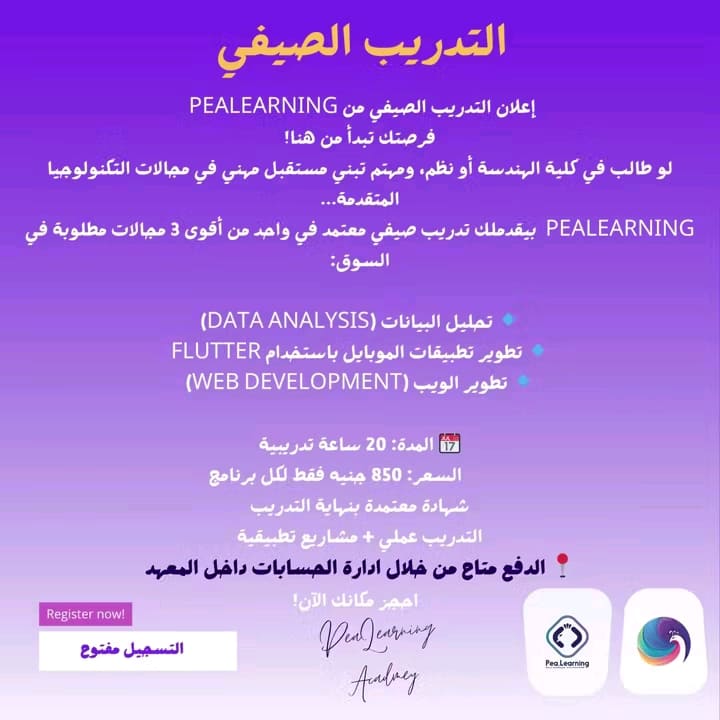 التدريب الصيفي
إعلان التدريب الصيفي من PEALEARNING
فرصتك تبدأ من هنا!
لو طالب في كلية الهندسة أو نظم، ومهتم تبني مستقبل مهني في مجالات التكنولوجيا
المتقدمة...
PEALEARNING بيقدملك تدريب صيفي معتمد في واحد من أقوى 3 مجالات مطلوبة في
السوق:
تحليل البيانات (DATA ANALYSIS)
تطوير تطبيقات الموبايل باستخدام FLUTTER
تطوير الويب (WEB DEVELOPMENT)
المدة: 20 ساعة تدريبية
السعر: 850 جنيه فقط لكل برنامج
شهادة معتمدة بنهاية التدريب
التدريب عملي + مشاريع تطبيقية
الدفع متاح من خلال ادارة الحسابات داخل المعهد
احجز مكانك الآن!
Register now!
التسجيل مفتوح
PeaLearning
Acadmey
Pea.Learning